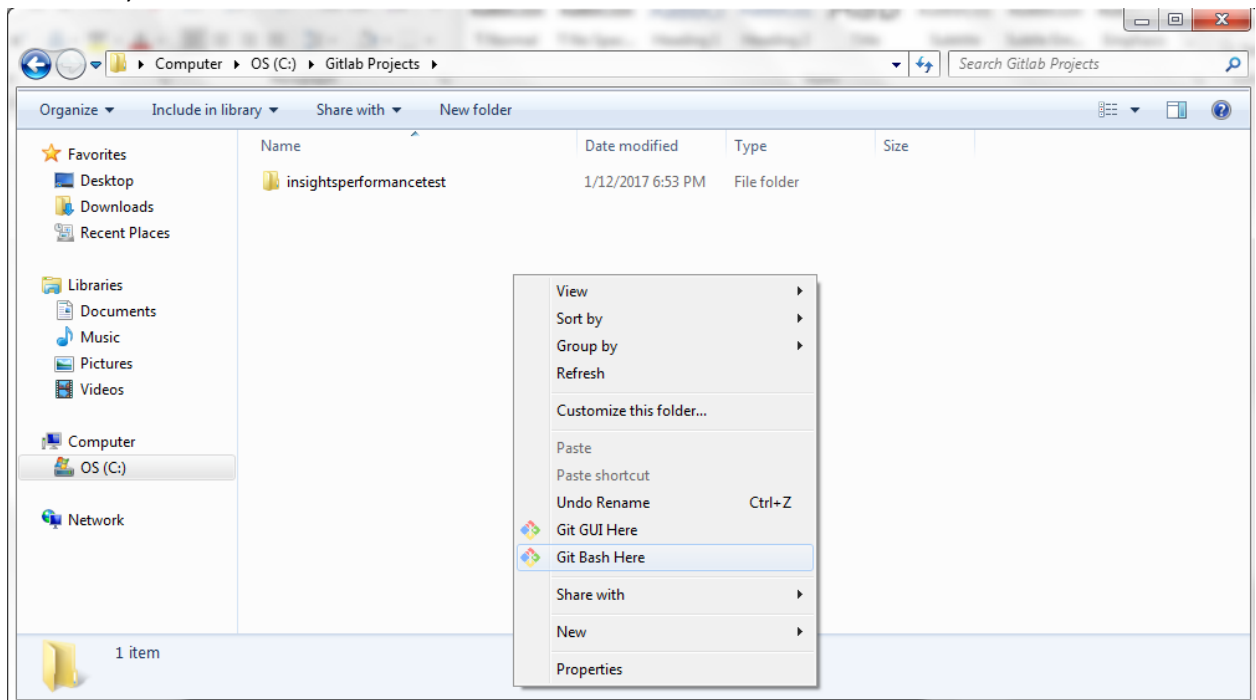 Computer ▸ OS (C:) ▸ Gitlab Projects ▸
Search Gitlab Projects
Organize Include in library Share with New folder
Name Date modified Type Size
insightsperformancetest 1/12/2017 6:53 PM File folder
Favorites
Desktop
Downloads
Recent Places
Libraries
Documents
Music
Pictures
Videos
Computer
OS (C:)
Network
View
Sort by
Group by
Refresh
Customize this folder...
Paste
Paste shortcut
Undo Rename Ctrl+Z
Git GUI Here
Git Bash Here
Share with
New
Properties
1 item